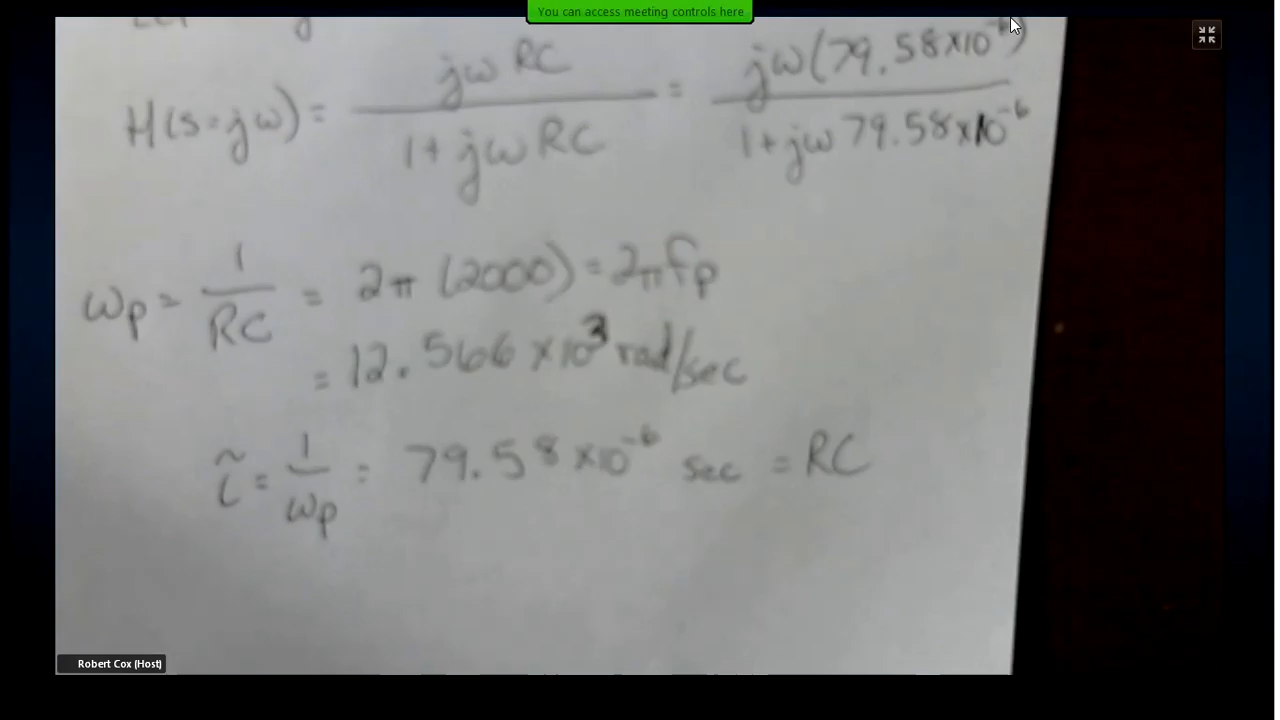 You can access meeting controls here
H(s=jω) = jωRC / 1+jωRC = jω(79.58x10^-6) / 1+jω79.58x10^-6
ωp = 1/RC = 2π(2000) = 2πfp
= 12.566 x10^3 rad/sec
τ = 1/ωp = 79.58 x10^-6 sec = RC
Robert Cox (Host)